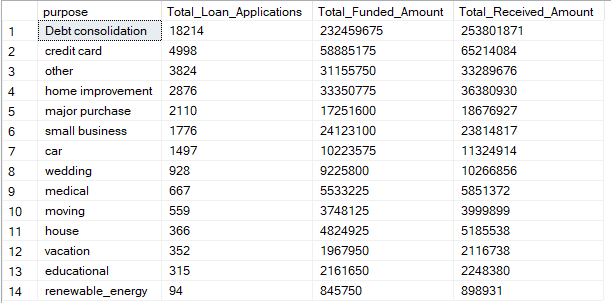 purpose Total_Loan_Applications Total_Funded_Amount Total_Received_Amount
1 Debt consolidation 18214 232459675 253801871
2 credit card 4998 58885175 65214084
3 other 3824 31155750 33289676
4 home improvement 2876 33350775 36380930
5 major purchase 2110 17251600 18676927
6 small business 1776 24123100 23814817
7 car 1497 10223575 11324914
8 wedding 928 9225800 10266856
9 medical 667 5533225 5851372
10 moving 559 3748125 3999899
11 house 366 4824925 5185538
12 vacation 352 1967950 2116738
13 educational 315 2161650 2248380
14 renewable_energy 94 845750 898931